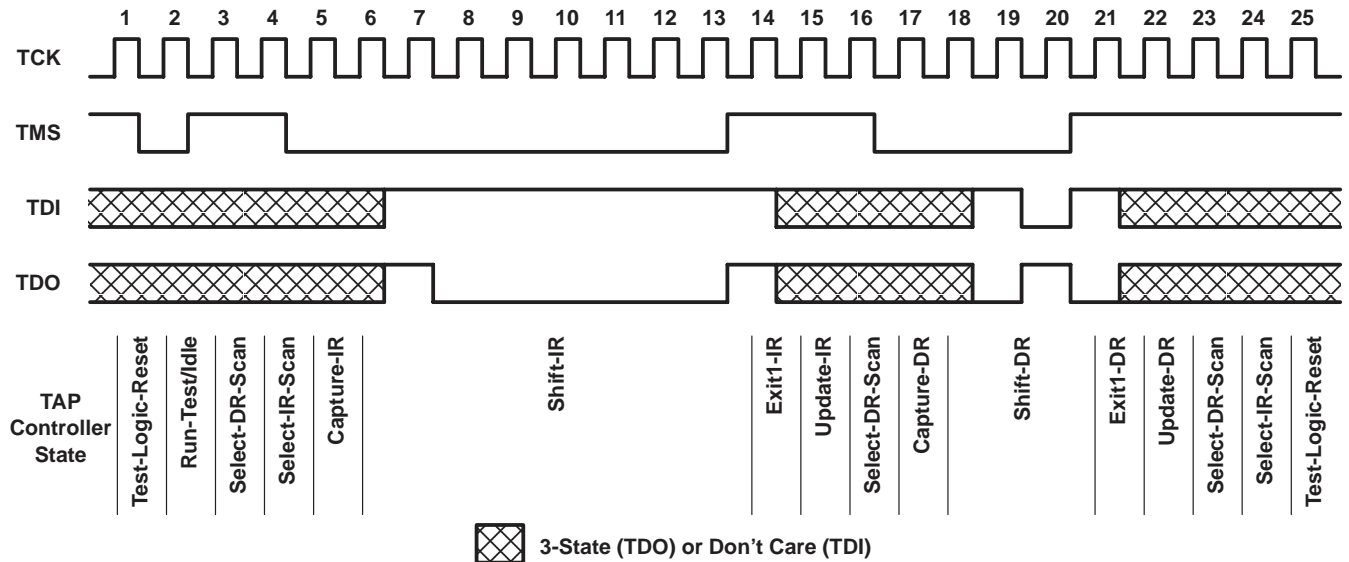 1 2 3 4 5 6 7 8 9 10 11 12 13 14 15 16 17 18 19 20 21 22 23 24 25
TCK
TMS
TDI
TDO
TAP
Controller
State
Test-Logic-Reset
Run-Test/Idle
Select-DR-Scan
Select-IR-Scan
Capture-IR
Shift-IR
Exit1-IR
Update-IR
Select-DR-Scan
Capture-DR
Shift-DR
Exit1-DR
Update-DR
Select-DR-Scan
Select-IR-Scan
Test-Logic-Reset
3-State (TDO) or Don't Care (TDI)